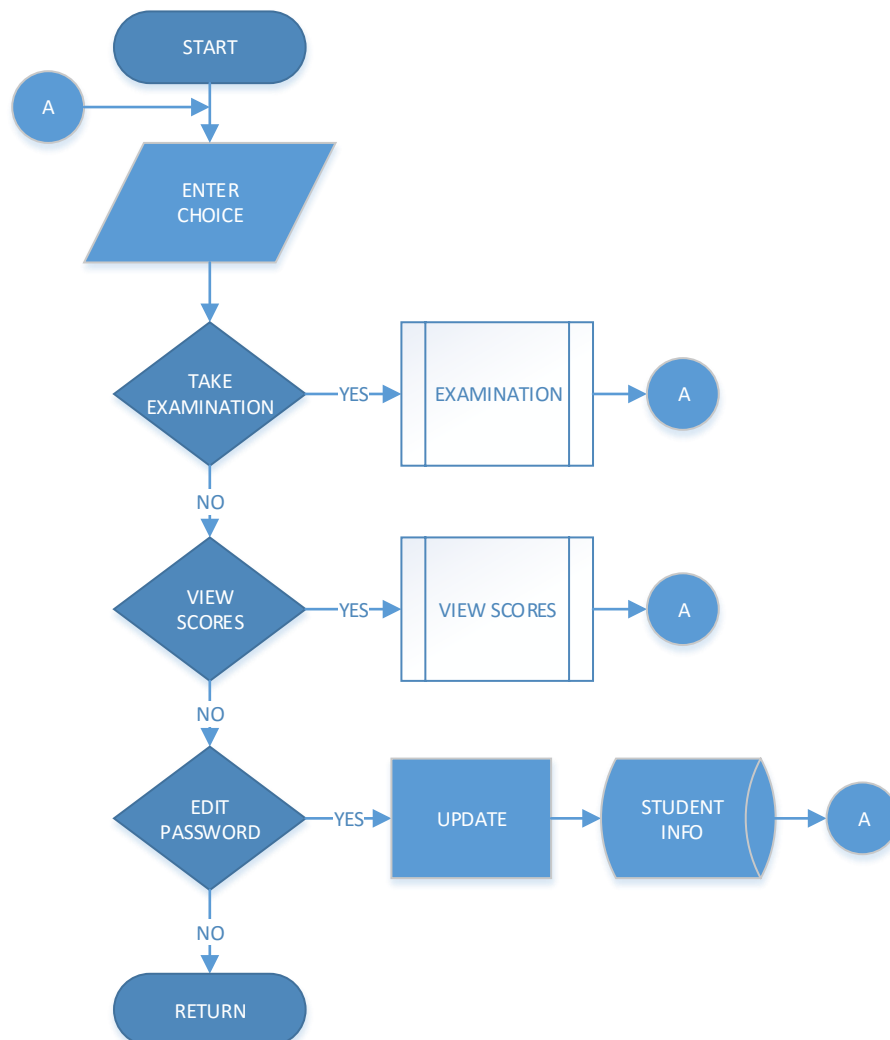 START
A
ENTER
CHOICE
TAKE
EXAMINATION
YES
EXAMINATION
A
NO
VIEW
SCORES
YES
VIEW SCORES
A
NO
EDIT
PASSWORD
YES
UPDATE
STUDENT
INFO
A
NO
RETURN